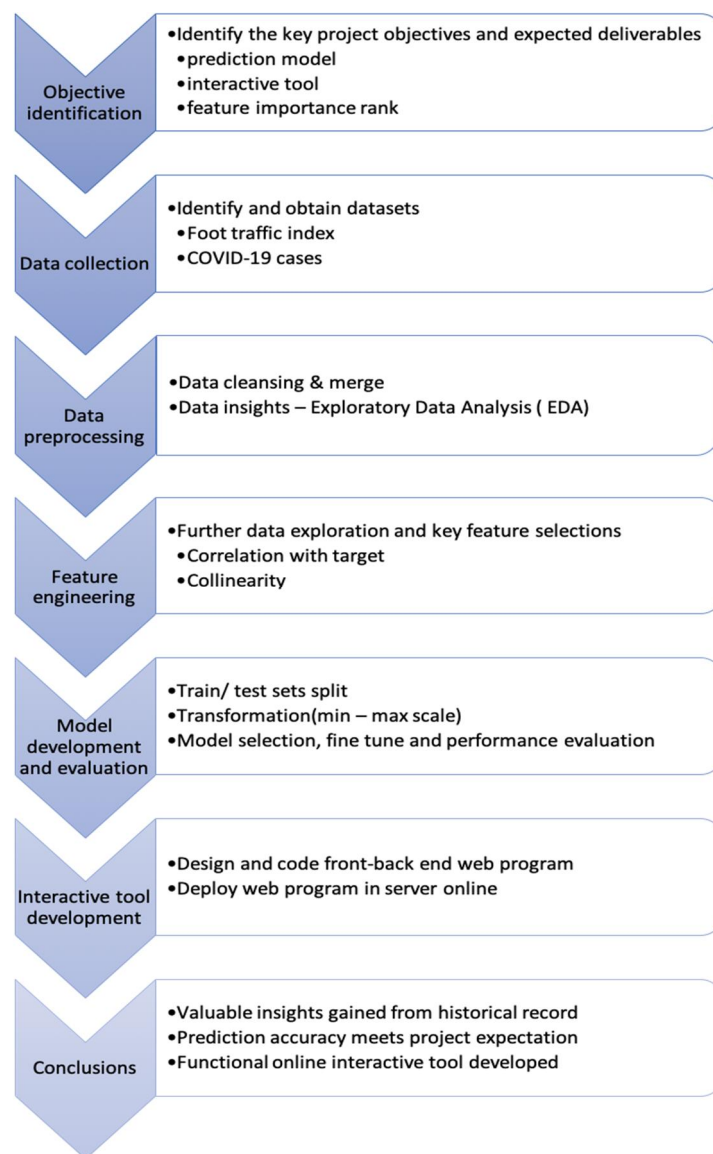 Objective
identification
•Identify the key project objectives and expected deliverables
•prediction model
•interactive tool
•feature importance rank
Data collection
•Identify and obtain datasets
•Foot traffic index
•COVID-19 cases
Data
preprocessing
•Data cleansing & merge
•Data insights – Exploratory Data Analysis ( EDA)
Feature
engineering
•Further data exploration and key feature selections
•Correlation with target
•Collinearity
Model
development
and evaluation
•Train/ test sets split
•Transformation(min – max scale)
•Model selection, fine tune and performance evaluation
Interactive tool
development
•Design and code front-back end web program
•Deploy web program in server online
Conclusions
•Valuable insights gained from historical record
•Prediction accuracy meets project expectation
•Functional online interactive tool developed